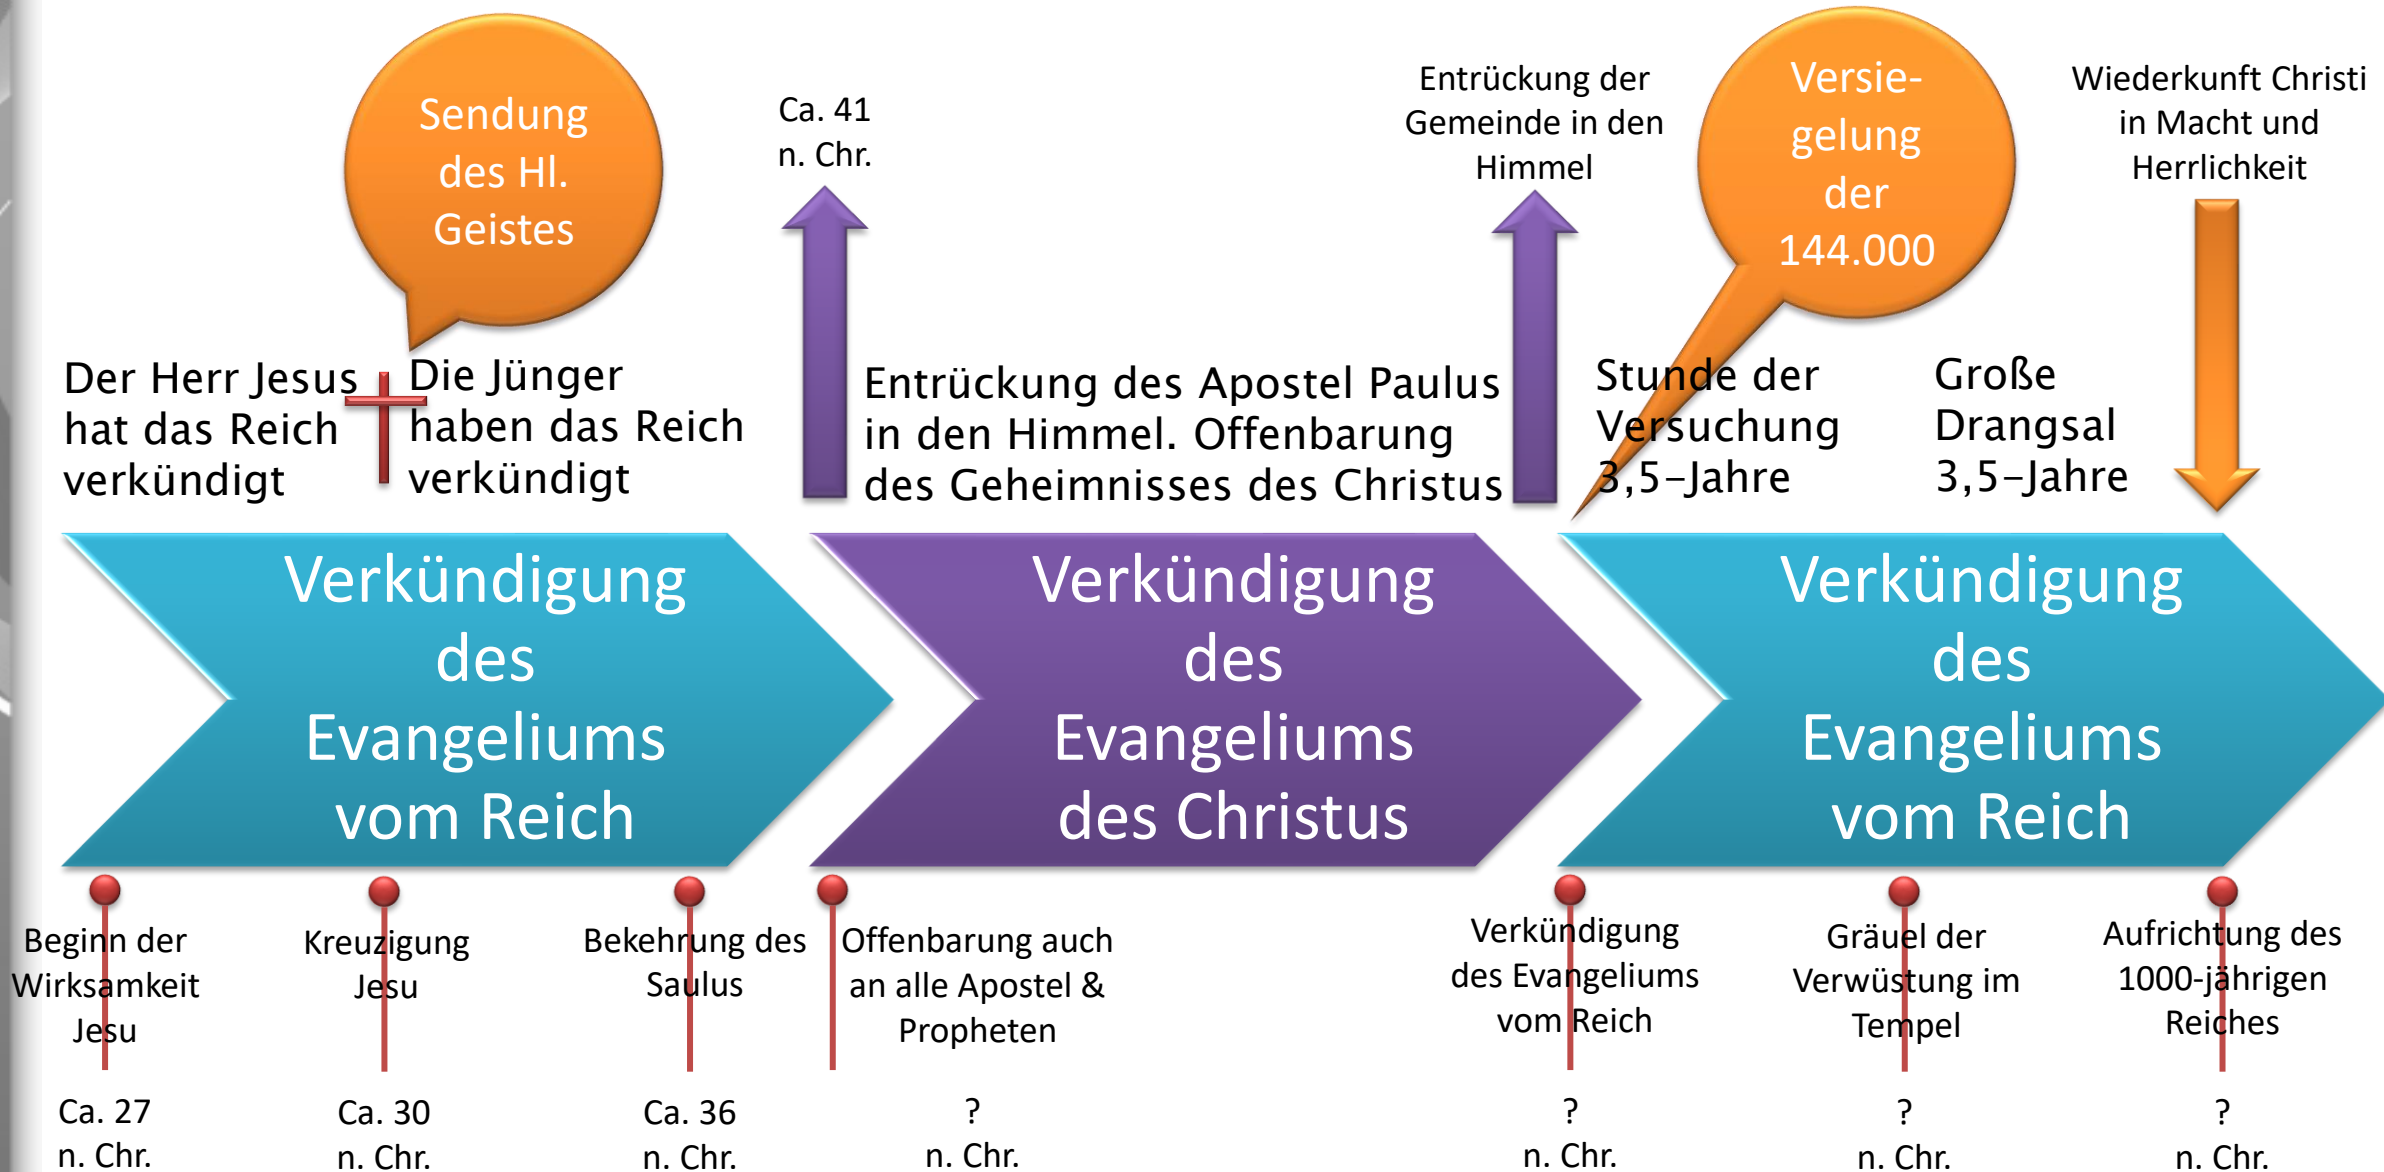 Sendung
des Hl.
Geistes
Ca. 41
n. Chr.
Entrückung der
Gemeinde in den
Himmel
Versie-
gelung
der
144.000
Wiederkunft Christi
in Macht und
Herrlichkeit
Der Herr Jesus
hat das Reich
verkündigt
Die Jünger
haben das Reich
verkündigt
Entrückung des Apostel Paulus
in den Himmel. Offenbarung
des Geheimnisses des Christus
Stunde der
Versuchung
3,5-Jahre
Große
Drangsal
3,5-Jahre
Verkündigung
des
Evangeliums
vom Reich
Verkündigung
des
Evangeliums
des Christus
Verkündigung
des
Evangeliums
vom Reich
Beginn der
Wirksamkeit
Jesu
Ca. 27
n. Chr.
Kreuzigung
Jesu
Ca. 30
n. Chr.
Bekehrung des
Saulus
Ca. 36
n. Chr.
Offenbarung auch
an alle Apostel &
Propheten
?
n. Chr.
Verkündigung
des Evangeliums
vom Reich
?
n. Chr.
Gräuel der
Verwüstung im
Tempel
?
n. Chr.
Aufrichtung des
1000-jährigen
Reiches
?
n. Chr.